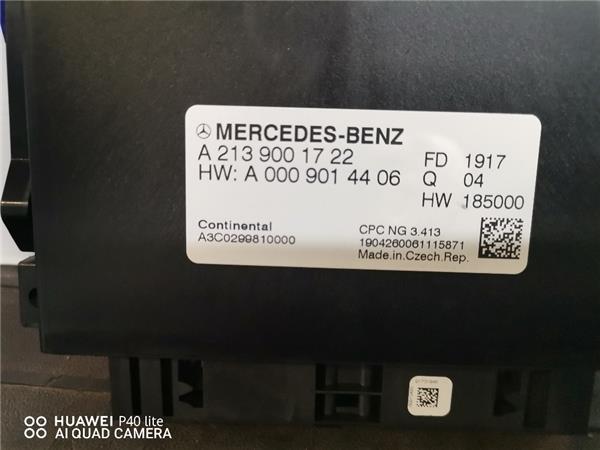 MERCEDES-BENZ
A 213 900 17 22
HW: A 000 901 44 06
FD 1917
Q 04
HW 185000
Continental
A3C0299810000
CPC NG 3.413
1904260061115871
Made.in.Czech.Rep.
HUAWEI P40 lite
AI QUAD CAMERA